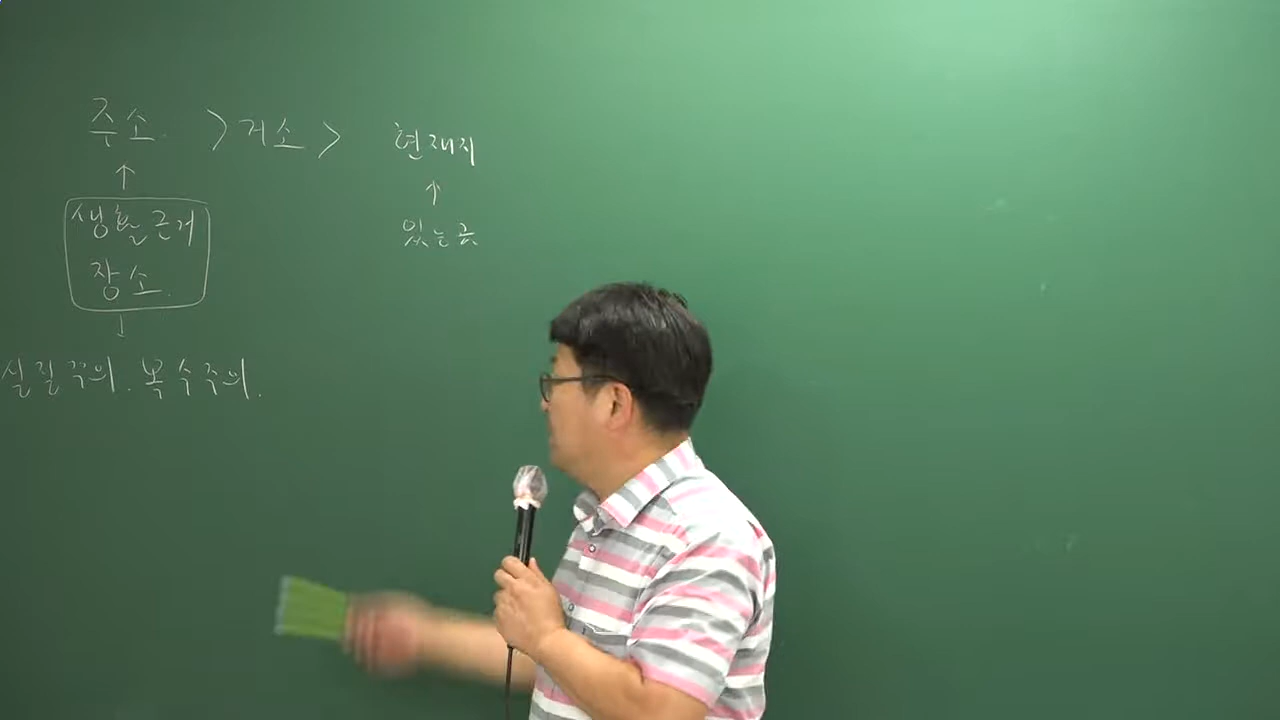 주소 > 거소 > 현재지
↑ ↑
생활근거 있는곳
장소.
↓
실질주의. 복수주의.